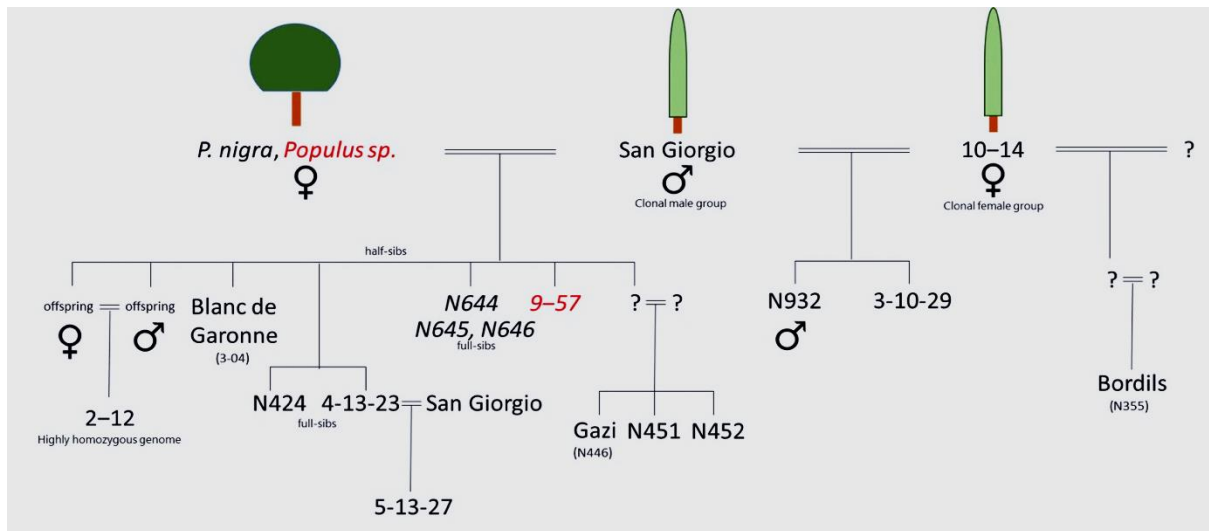 P. nigra, Populus sp.
♀
San Giorgio
♂
Clonal male group
10–14
♀
Clonal female group
?
half-sibs
offspring
♀
offspring
♂
2–12
Highly homozygous genome
Blanc de
Garonne
(3-04)
N424 4-13-23
full-sibs
San Giorgio
5-13-27
N644
N645, N646
full-sibs
9–57
? ?
Gazi N451 N452
(N446)
N932
♂
3-10-29
? ?
Bordils
(N355)